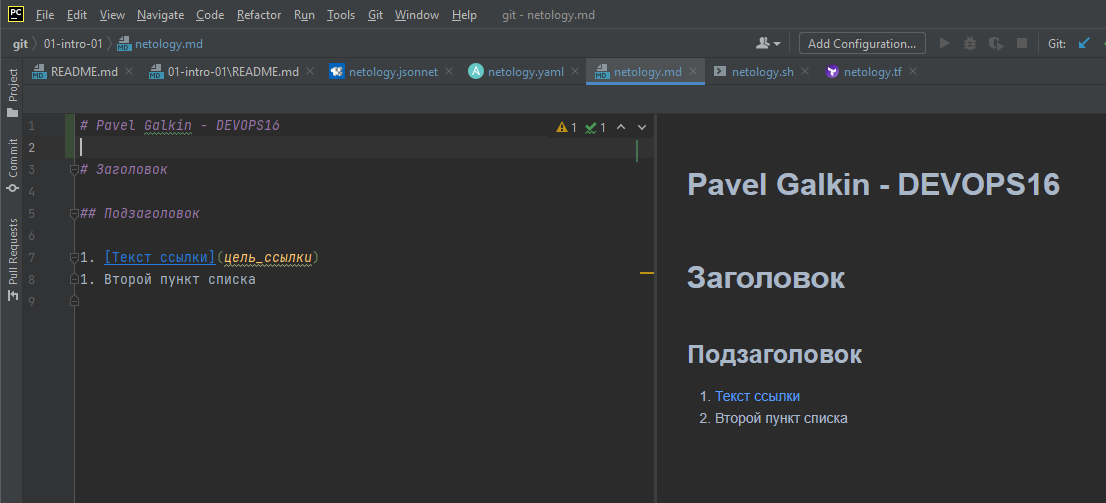 PC File Edit View Navigate Code Refactor Run Tools Git Window Help git - netology.md
git 01-intro-01 netology.md Add Configuration... Git:
README.md 01-intro-01\README.md netology.jsonnet netology.yaml netology.md netology.sh netology.tf
Project
Commit
Pull Requests
1 # Pavel Galkin - DEVOPS16
2
3 # Заголовок
4
5 ## Подзаголовок
6
7 1. [Текст ссылки](цель_ссылки)
8 1. Второй пункт списка
9
1 1
Pavel Galkin - DEVOPS16
Заголовок
Подзаголовок
1. Текст ссылки
2. Второй пункт списка